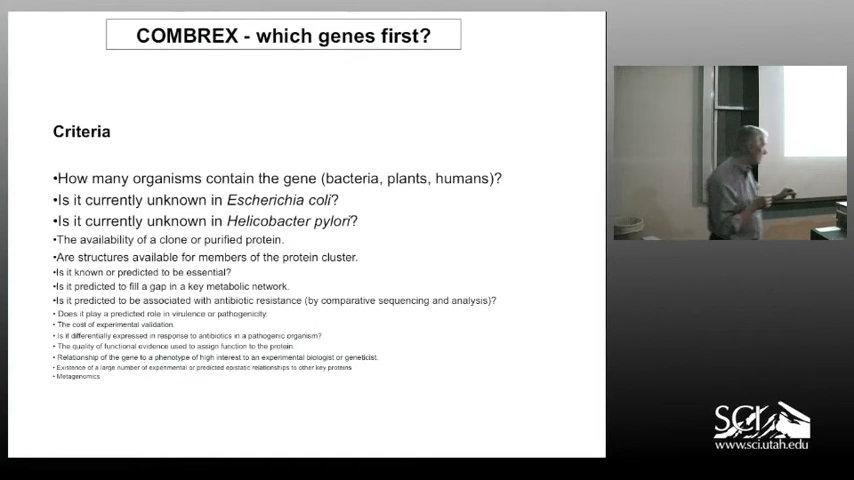 COMBREX - which genes first?
Criteria
•How many organisms contain the gene (bacteria, plants, humans)?
•Is it currently unknown in Escherichia coli?
•Is it currently unknown in Helicobacter pylori?
•The availability of a clone or purified protein.
•Are structures available for members of the protein cluster.
•Is it known or predicted to be essential?
•Is it predicted to fill a gap in a key metabolic network.
•Is it predicted to be associated with antibiotic resistance (by comparative sequencing and analysis)?
• Does it play a predicted role in virulence or pathogenicity.
• The cost of experimental validation.
• Is it differentially expressed in response to antibiotics in a pathogenic organism?
• The quality of functional evidence used to assign function to the protein.
• Relationship of the gene to a phenotype of high interest to an experimental biologist or geneticist.
• Existence of a large number of experimental or predicted epistatic relationships to other key proteins
• Metagenomics
SCI
www.sci.utah.edu